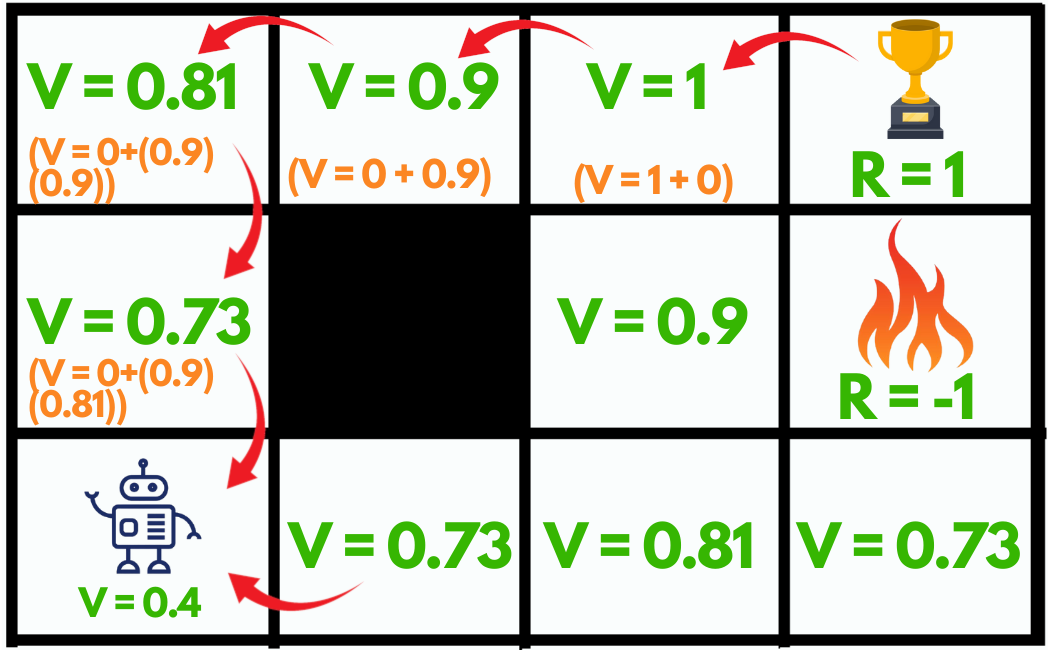 V = 0.81
(V = 0+(0.9)
(0.9))
V = 0.9
(V = 0 + 0.9)
V = 1
(V = 1 + 0)
R = 1
V = 0.73
(V = 0+(0.9)
(0.81))
V = 0.9
R = -1
V = 0.4
V = 0.73
V = 0.81
V = 0.73